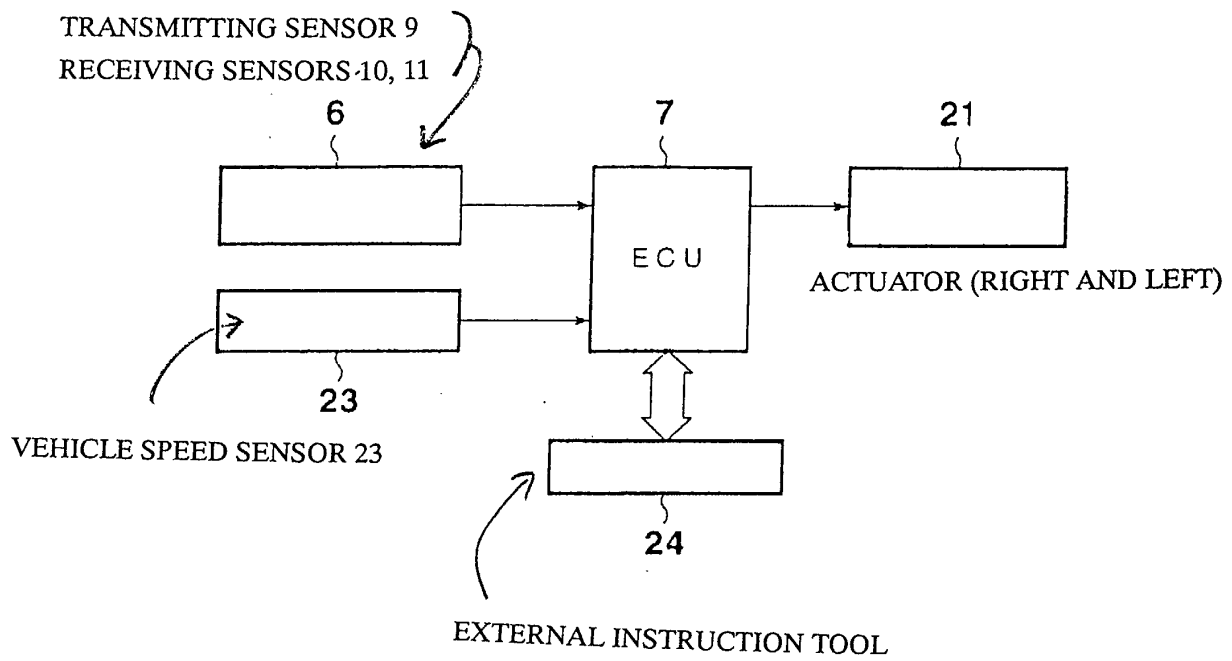 TRANSMITTING SENSOR 9
RECEIVING SENSORS 10, 11
6
7
21
ECU
ACTUATOR (RIGHT AND LEFT)
23
VEHICLE SPEED SENSOR 23
24
EXTERNAL INSTRUCTION TOOL